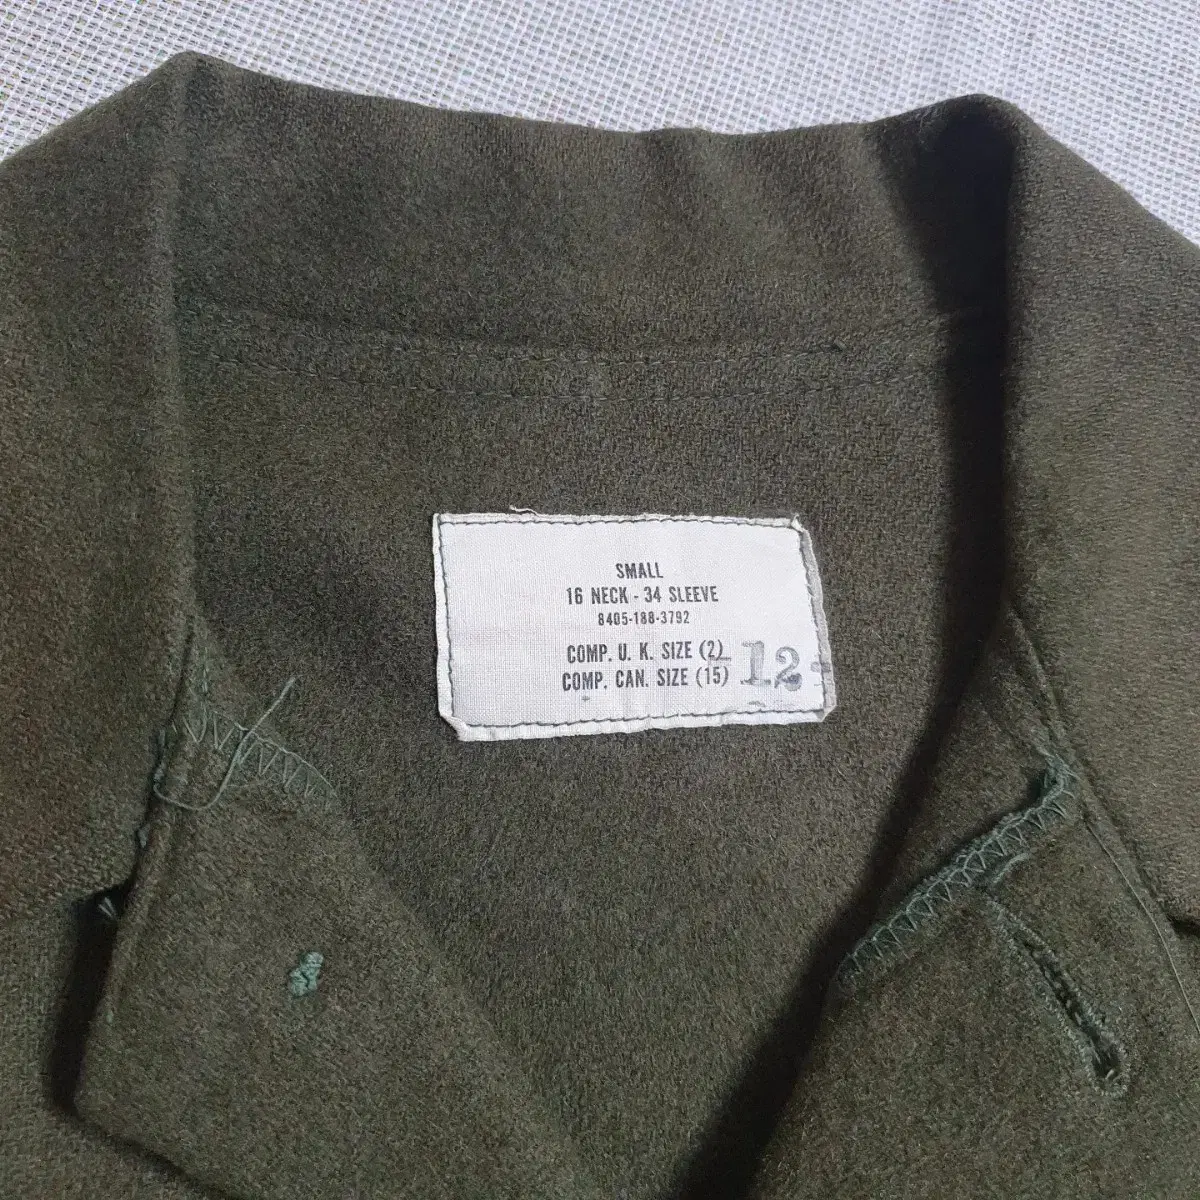 SMALL
16 NECK - 34 SLEEVE
8405-188-3792
COMP. U. K. SIZE (2)
COMP. CAN. SIZE (15)
-12-